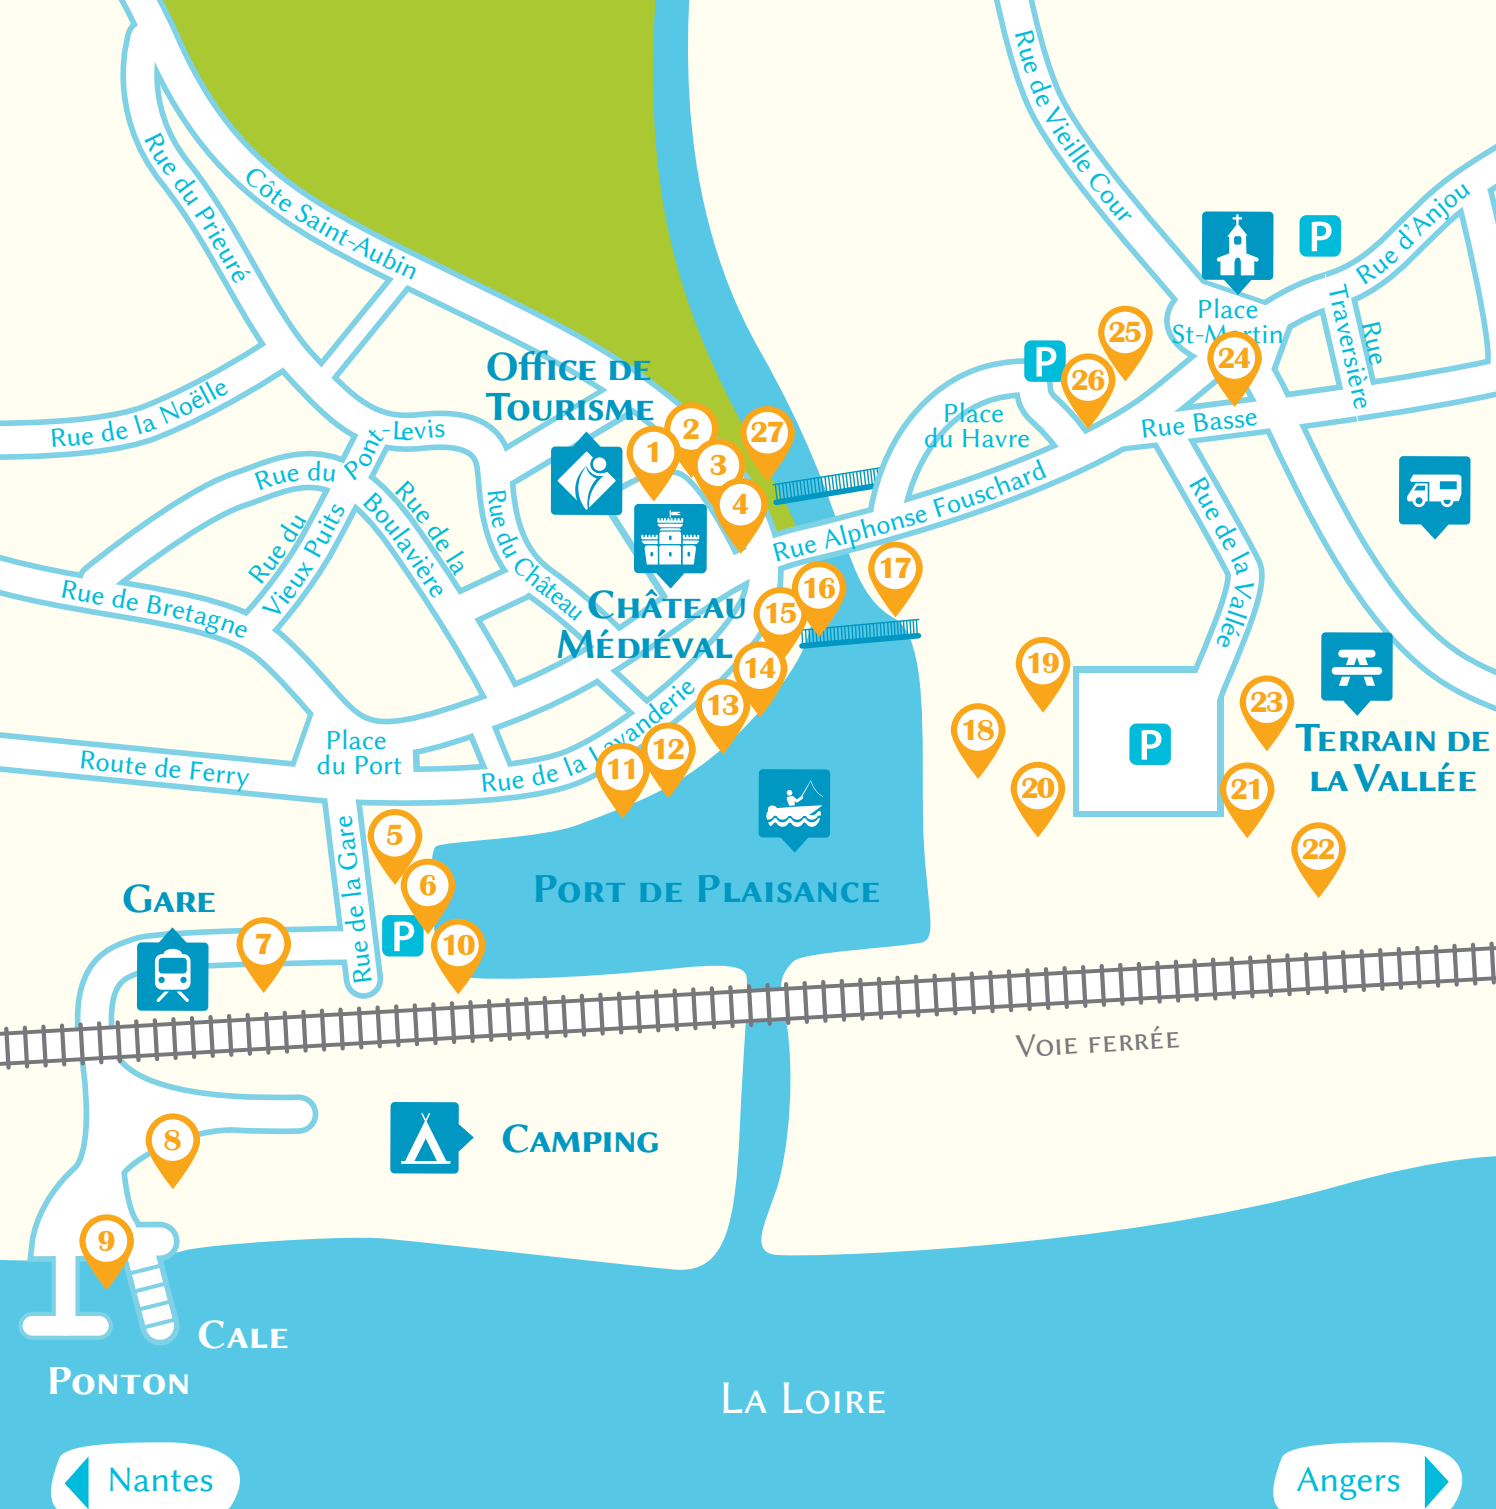 Rue de Vieille Cour
Rue du Prieuré
Côte Saint-Aubin
Rue d'Anjou
P
Place
St-Martin
Rue
Traversière
25
24
26
P
Office de
Tourisme
Rue de la Noëlle
Place
du Havre
Rue Basse
1
2
3
4
27
Rue du Pont-Levis
Rue du
Vieux Puits
Rue de la
Boulavière
Rue du Château
Rue Alphonse Fouschard
Rue de la Vallée
Rue de Bretagne
Château
Médiéval
15
16
17
14
13
19
18
23
Terrain de
la Vallée
P
Place
du Port
Route de Ferry
Rue de la Lavanderie
11
12
20
21
22
5
6
Rue de la Gare
Port de Plaisance
Gare
7
P
10
Voie ferrée
8
Camping
9
Cale
Ponton
La Loire
Nantes
Angers